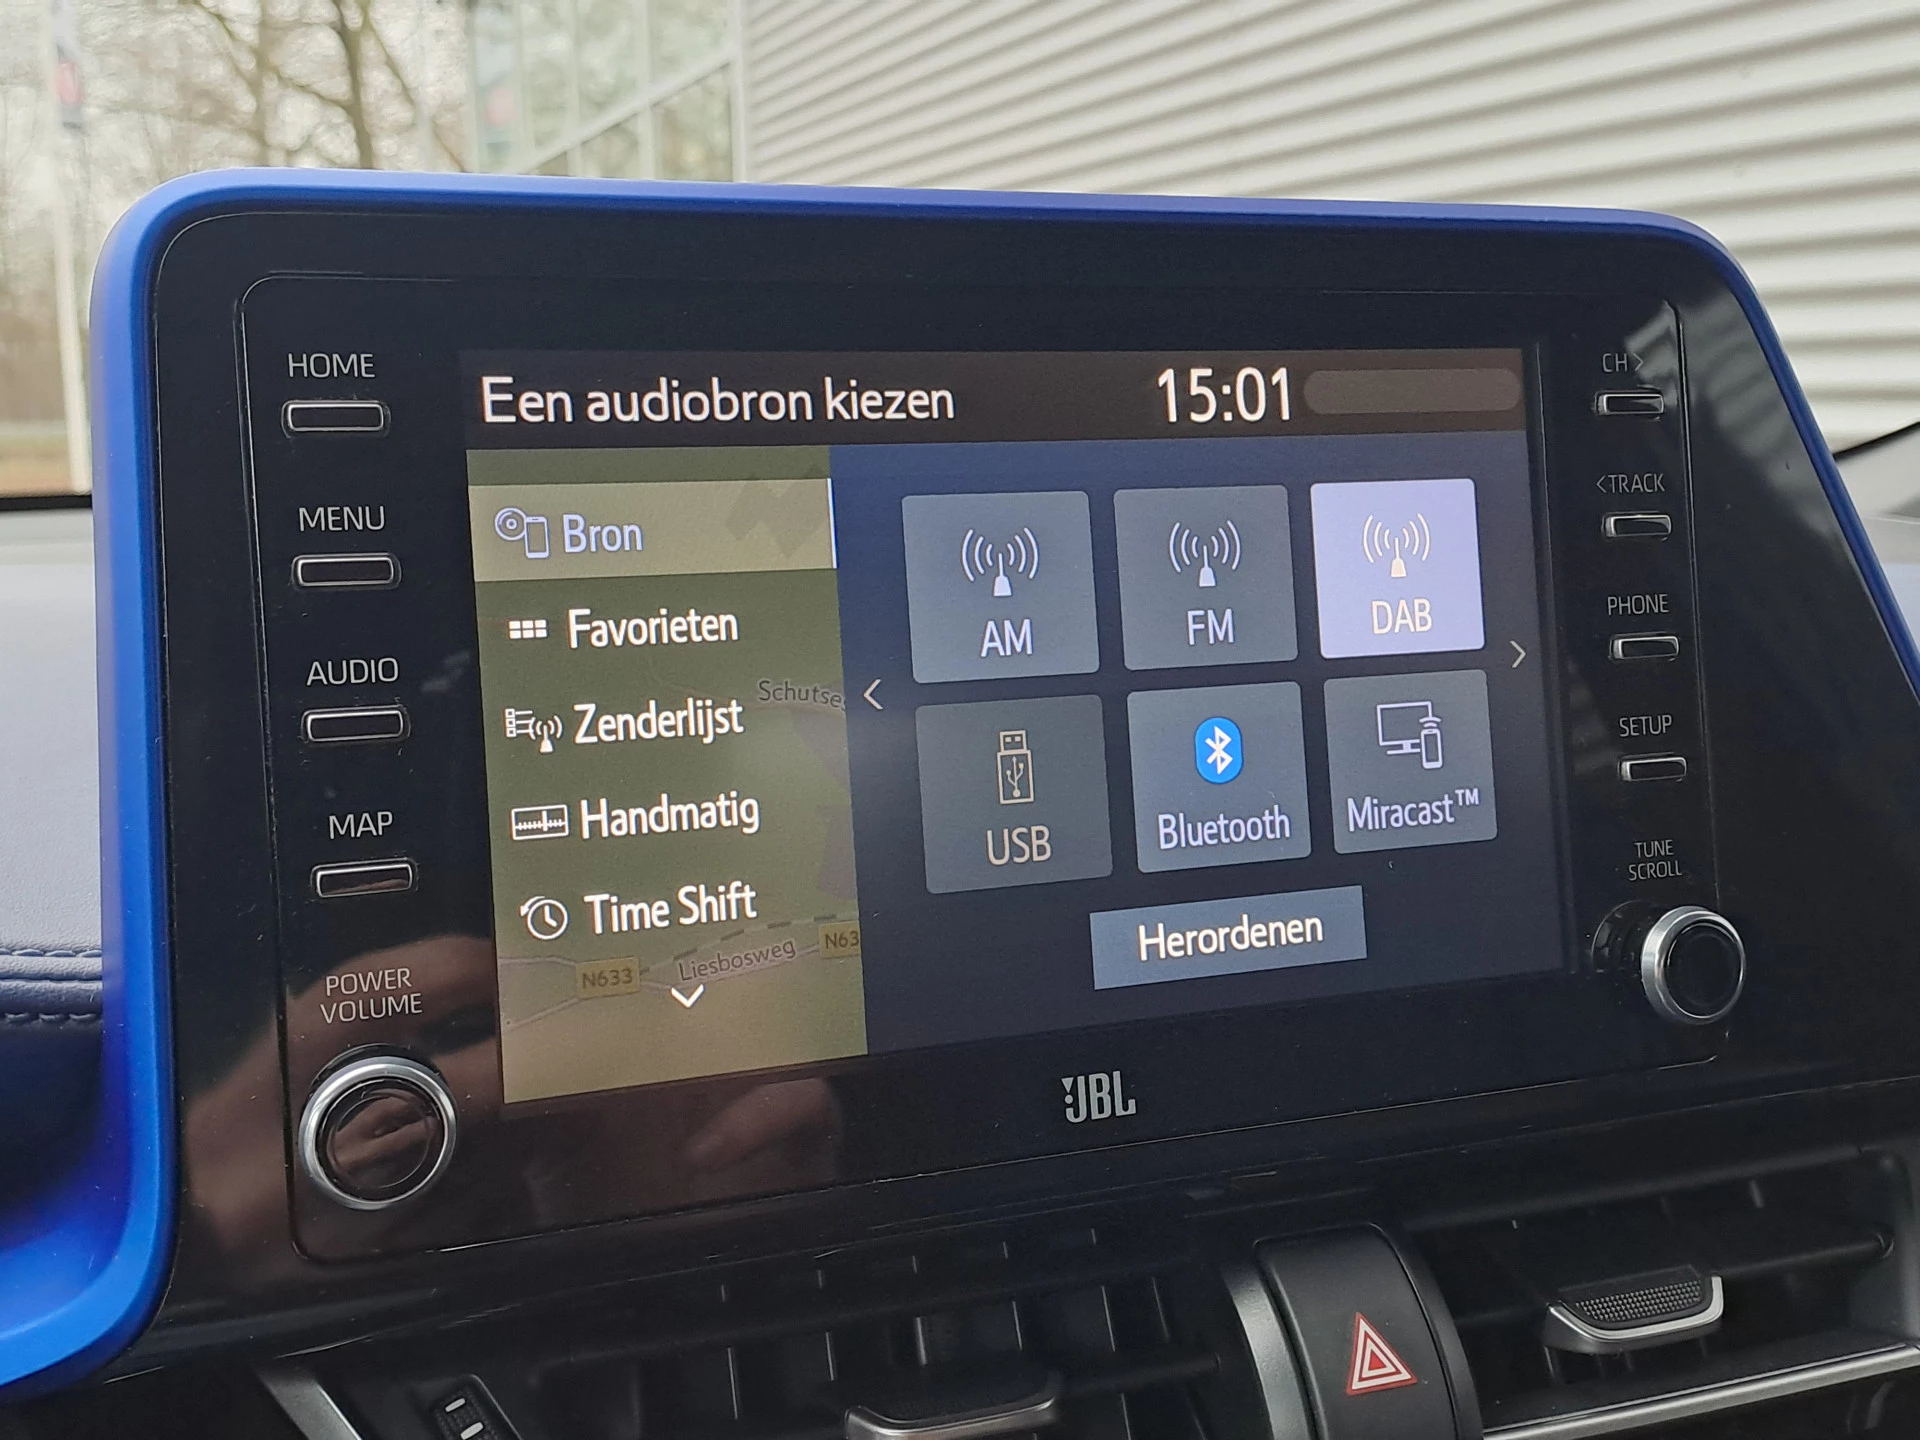 HOME
MENU
AUDIO
MAP
POWER
VOLUME
Een audiobron kiezen
15:01
Bron
Favorieten
Zenderlijst
Handmatig
Time Shift
N633
Liesbosweg
N63
Schutse
AM
FM
DAB
USB
Bluetooth
Miracast™
Herordenen
JBL
CH >
< TRACK
PHONE
SETUP
TUNE
SCROLL